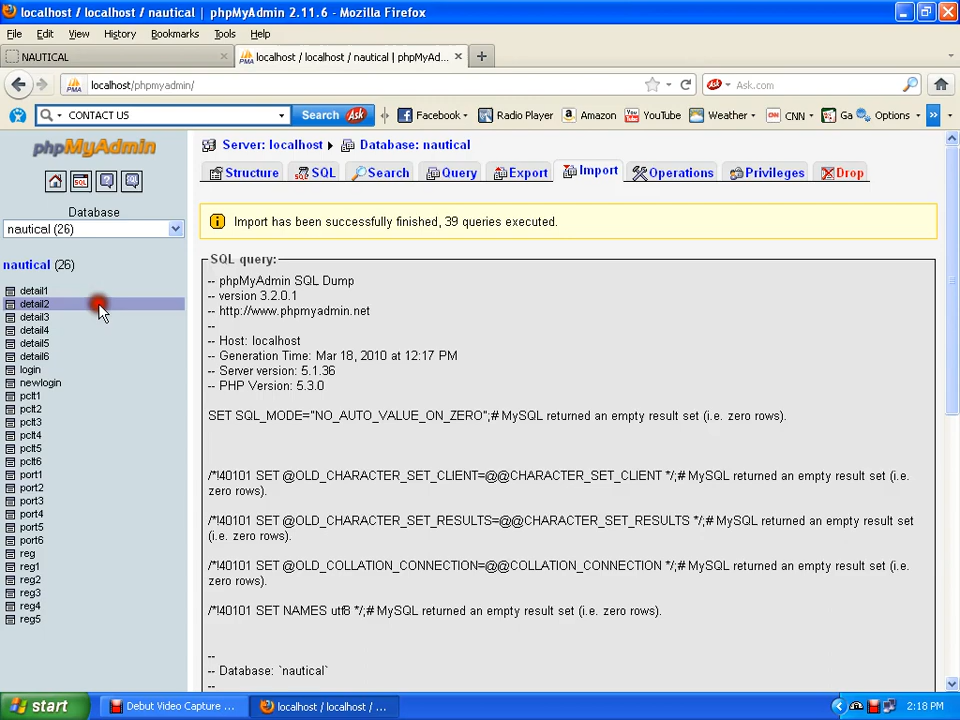 localhost / localhost / nautical | phpMyAdmin 2.11.6 - Mozilla Firefox
File Edit View History Bookmarks Tools Help
NAUTICAL
localhost / localhost / nautical | phpMyAd...
localhost/phpmyadmin/
Ask.com
CONTACT US
Search Ask
Facebook
Radio Player
Amazon
YouTube
Weather
CNN
Ga
Options
phpMyAdmin
Server: localhost
Database: nautical
Structure
SQL
Search
Query
Export
Import
Operations
Privileges
Drop
Database
nautical (26)
nautical (26)
detail1
detail2
detail3
detail4
detail5
detail6
login
newlogin
pclt1
pclt2
pclt3
pclt4
pclt5
pclt6
port1
port2
port3
port4
port5
port6
reg
reg1
reg2
reg3
reg4
reg5
Import has been successfully finished, 39 queries executed.
SQL query:
-- phpMyAdmin SQL Dump
-- version 3.2.0.1
-- http://www.phpmyadmin.net
--
-- Host: localhost
-- Generation Time: Mar 18, 2010 at 12:17 PM
-- Server version: 5.1.36
-- PHP Version: 5.3.0
SET SQL_MODE="NO_AUTO_VALUE_ON_ZERO";# MySQL returned an empty result set (i.e. zero rows).
/*!40101 SET @OLD_CHARACTER_SET_CLIENT=@@CHARACTER_SET_CLIENT */;# MySQL returned an empty result set (i.e.
zero rows).
/*!40101 SET @OLD_CHARACTER_SET_RESULTS=@@CHARACTER_SET_RESULTS */;# MySQL returned an empty result set
(i.e. zero rows).
/*!40101 SET @OLD_COLLATION_CONNECTION=@@COLLATION_CONNECTION */;# MySQL returned an empty result set (i.e.
zero rows).
/*!40101 SET NAMES utf8 */;# MySQL returned an empty result set (i.e. zero rows).
--
-- Database: `nautical`
--
start
Debut Video Capture ...
localhost / localhost / ...
2:18 PM